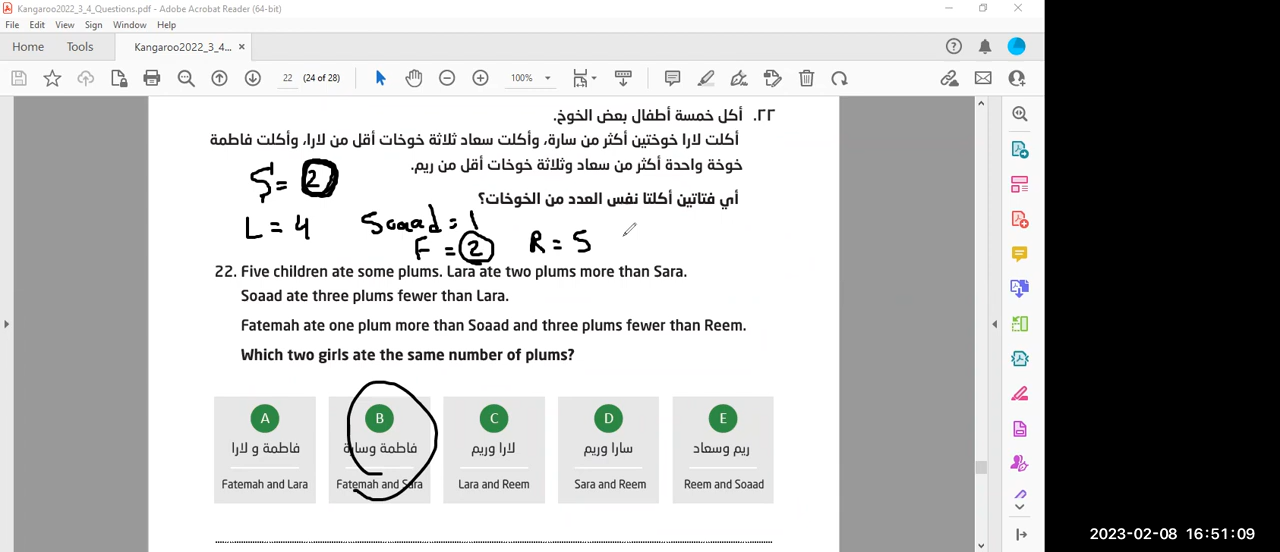 Kangaroo2022_3_4_Questions.pdf - Adobe Acrobat Reader (64-bit)
File Edit View Sign Window Help
Home Tools Kangaroo2022_3_4... ×
22 (24 of 28) 100%
٢٢. أكل خمسة أطفال بعض الخوخ.
أكلت لارا خوختين أكثر من سارة، وأكلت سعاد ثلاثة خوخات أقل من لارا، وأكلت فاطمة
خوخة واحدة أكثر من سعاد وثلاثة خوخات أقل من ريم.
أي فتاتين أكلتا نفس العدد من الخوخات؟
S = 2
L = 4 Soaad = 1
F = 2 R = 5
22. Five children ate some plums. Lara ate two plums more than Sara.
Soaad ate three plums fewer than Lara.
Fatemah ate one plum more than Soaad and three plums fewer than Reem.
Which two girls ate the same number of plums?
A B C D E
فاطمة و لارا فاطمة وسارة لارا وريم سارا وريم ريم وسعاد
Fatemah and Lara Fatemah and Sara Lara and Reem Sara and Reem Reem and Soaad
2023-02-08 16:51:09